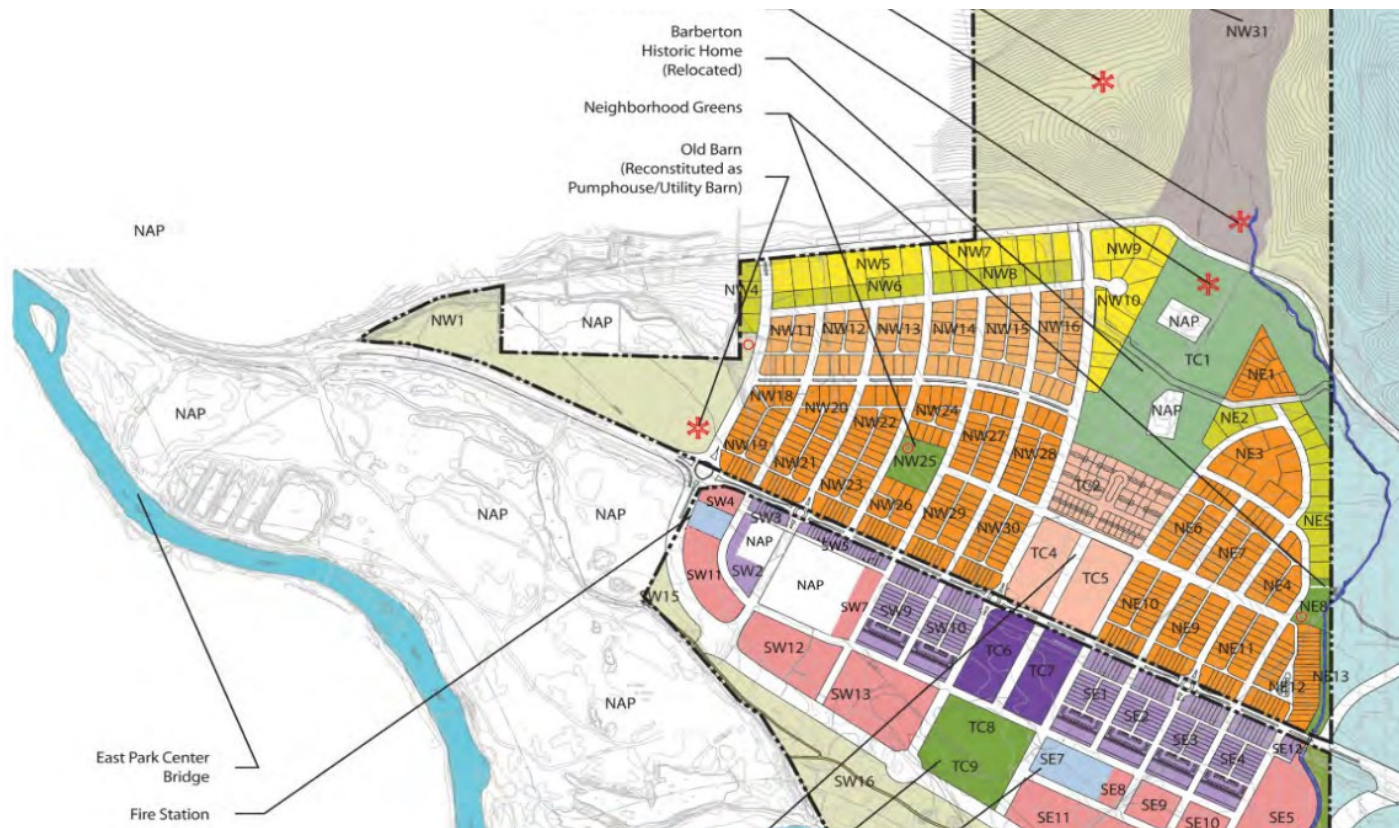 NW31
Barberton
Historic Home
(Relocated)
Neighborhood Greens
Old Barn
(Reconstituted as
Pumphouse/Utility Barn)
NAP
NW9
NW7
NW5
NW8
NW6
NW4
NW10
NW1
NAP
NAP
NW11
NW12
NW13
NW14
NW15
NW16
TC1
NE1
NAP
NAP
NE2
NW18
NW20
NW24
NW22
NW19
NW27
NW28
NE3
NW21
NW25
NW23
TC2
NW26
NW29
NW30
NE6
NE5
NE7
NE4
SW4
SW3
SW5
NAP
NAP
NAP
TC4
TC5
SW11
SW2
NAP
SW7
SW9
SW10
NE10
NE9
NE8
NE11
SW15
SW12
SW13
TC6
TC7
NE12
NE13
SE1
SE2
SE3
SE4
SE12
NAP
TC8
TC9
SE7
SE8
SE9
SE10
SE5
SE11
SW16
East Park Center
Bridge
Fire Station